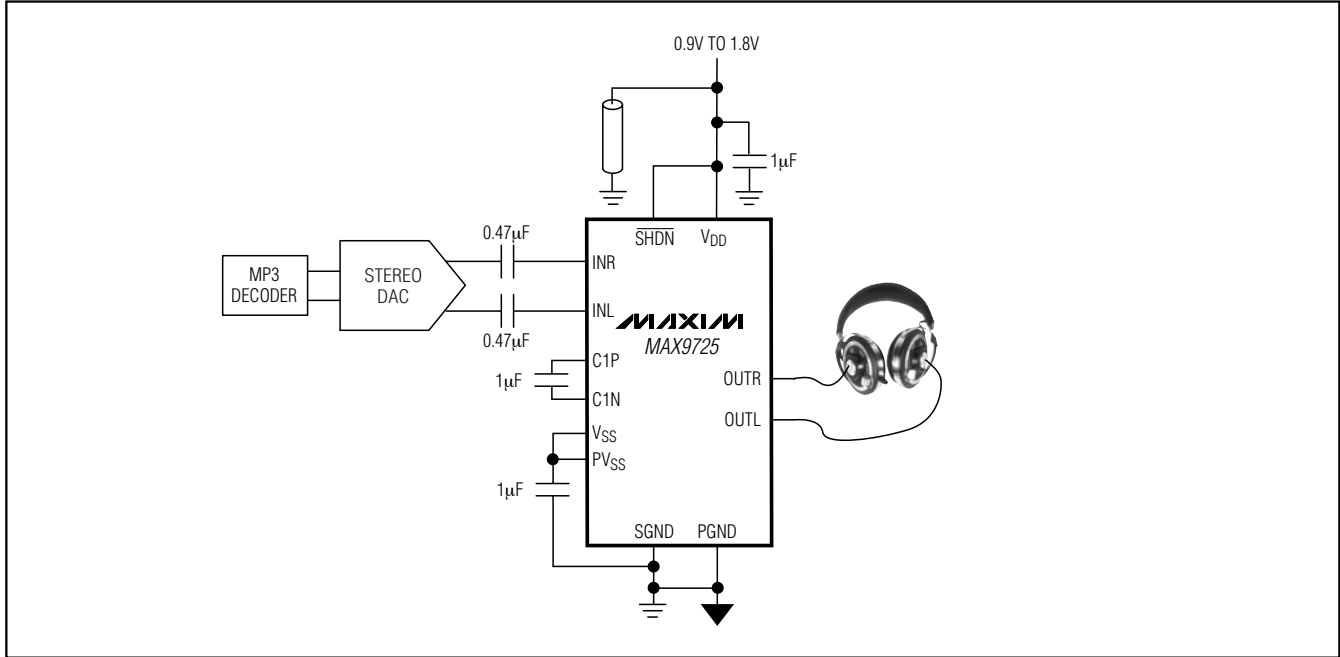 0.9V TO 1.8V
1μF
SHDN
VDD
0.47μF
MP3
DECODER
STEREO
DAC
INR
INL
0.47μF
MAXIM
MAX9725
C1P
1μF
C1N
OUTR
OUTL
VSS
PVSS
1μF
SGND
PGND